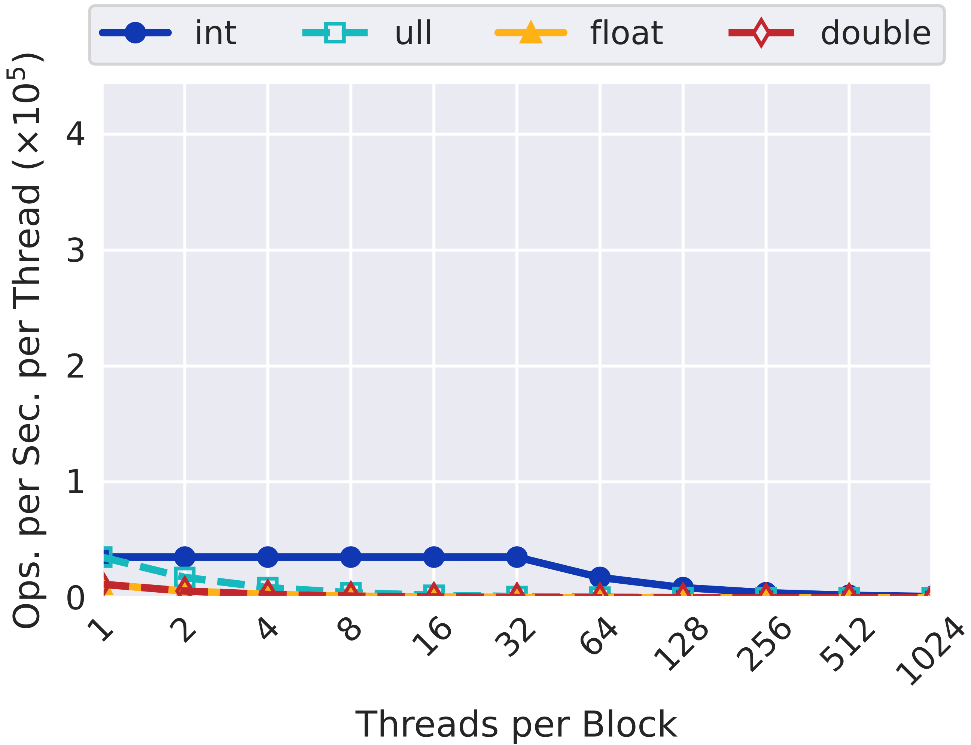 int ull float double
Ops. per Sec. per Thread (×10⁵)
4
3
2
1
0
1 2 4 8 16 32 64 128 256 512 1024
Threads per Block